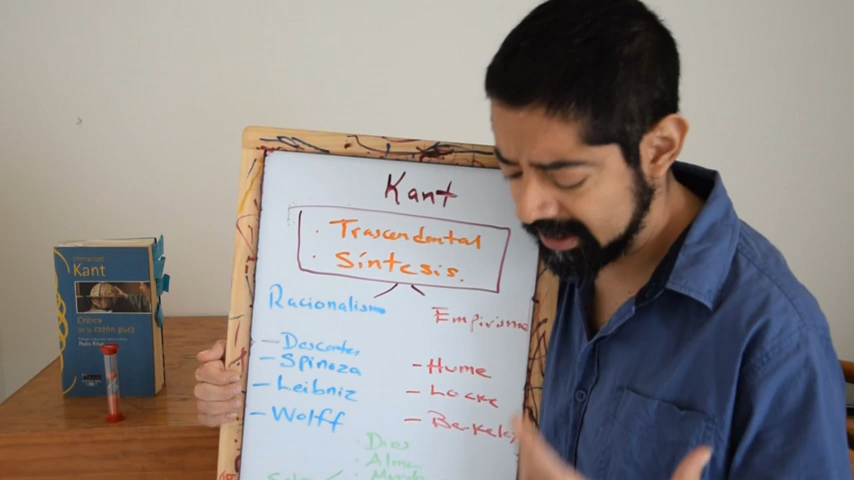 Kant
· Trascendental
· Síntesis.
Racionalismo
- Descartes
- Spinoza
- Leibniz
- Wolff
Empirismo
- Hume
- Locke
- Berkeley
· Dios
· Alma
· Mundo
Immanuel
Kant
Crítica
de la razón pura